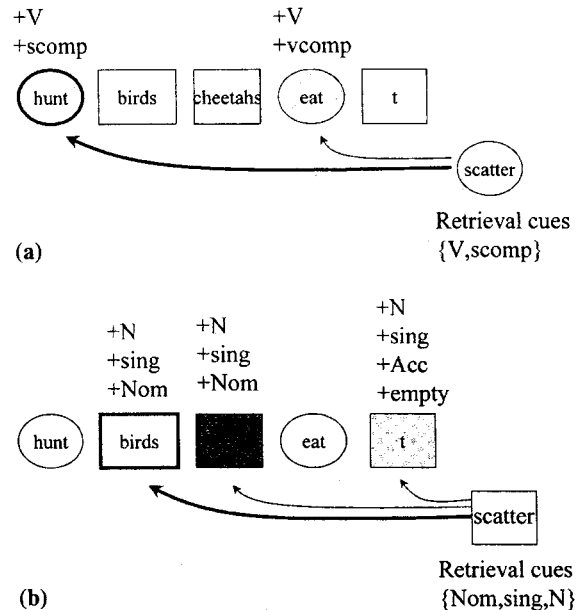 +V +V
+scomp +vcomp
hunt birds cheetahs eat t
scatter
Retrieval cues
(a) {V,scomp}
+N
+N +N +sing
+sing +sing +Acc
+Nom +Nom +empty
hunt birds eat t
scatter
Retrieval cues
(b) {Nom,sing,N}